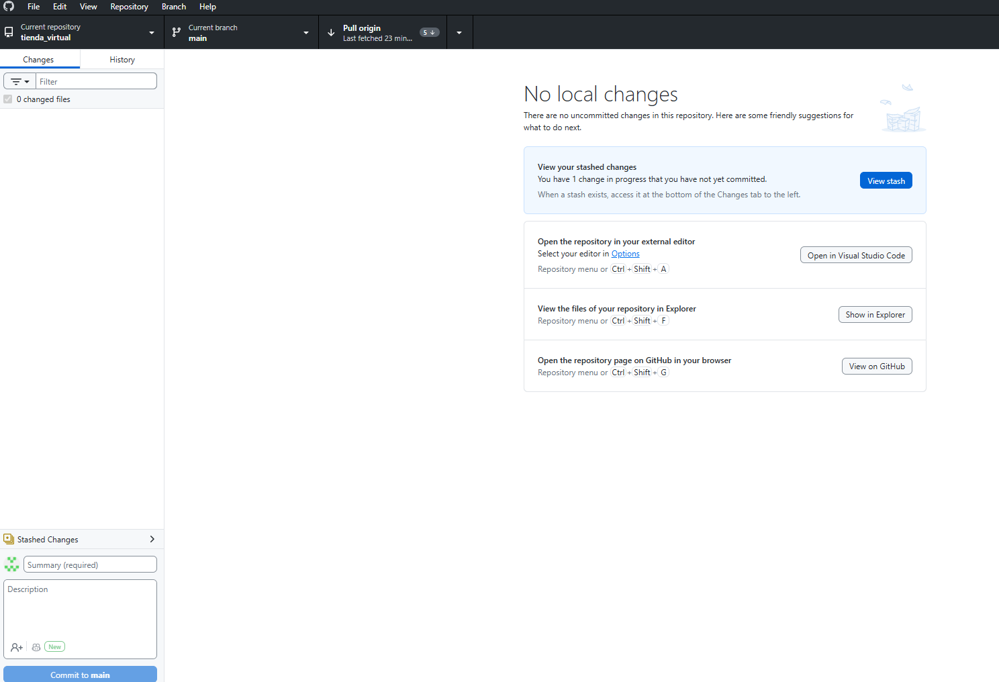 File Edit View Repository Branch Help
Current repository
tienda_virtual
Current branch
main
Pull origin
Last fetched 23 min...
5
Changes
History
Filter
0 changed files
No local changes
There are no uncommitted changes in this repository. Here are some friendly suggestions for
what to do next.
View your stashed changes
You have 1 change in progress that you have not yet committed.
When a stash exists, access it at the bottom of the Changes tab to the left.
View stash
Open the repository in your external editor
Select your editor in Options
Repository menu or Ctrl + Shift + A
Open in Visual Studio Code
View the files of your repository in Explorer
Repository menu or Ctrl + Shift + F
Show in Explorer
Open the repository page on GitHub in your browser
Repository menu or Ctrl + Shift + G
View on GitHub
Stashed Changes
Summary (required)
Description
New
Commit to main